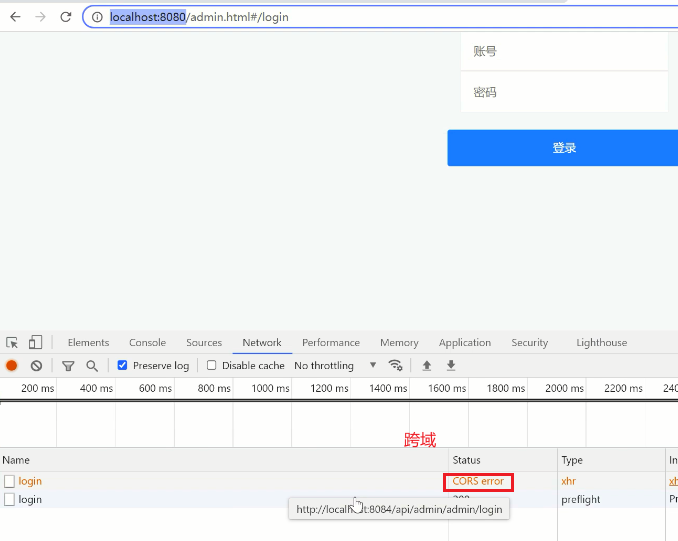 localhost:8080/admin.html#/login
账号
密码
登录
Elements Console Sources Network Performance Memory Application Security Lighthouse
Preserve log Disable cache No throttling
200 ms 400 ms 600 ms 800 ms 1000 ms 1200 ms 1400 ms 1600 ms 1800 ms 2000 ms 2200 ms 240
跨域
Name Status Type In
login CORS error xhr xh
login 200 preflight Pr
http://localhost:8084/api/admin/admin/login